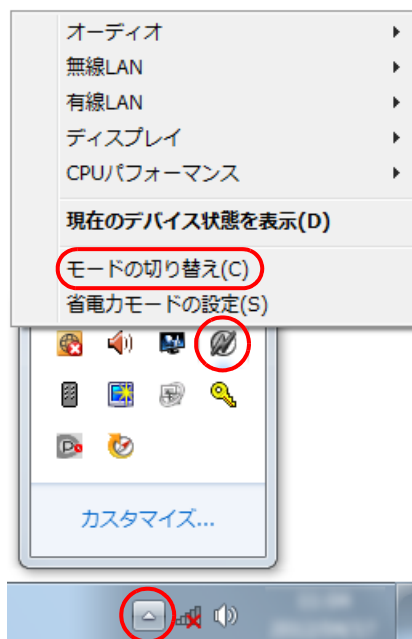 オーディオ
無線LAN
有線LAN
ディスプレイ
CPUパフォーマンス
現在のデバイス状態を表示(D)
モードの切り替え(C)
省電力モードの設定(S)
カスタマイズ...